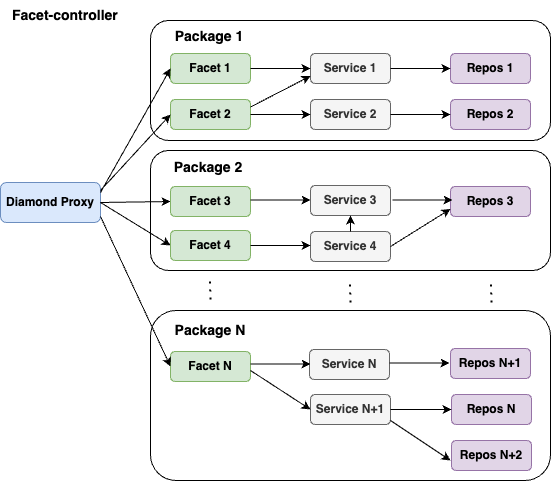 Facet-controller
Package 1
Facet 1
Service 1
Repos 1
Facet 2
Service 2
Repos 2
Package 2
Diamond Proxy
Facet 3
Service 3
Repos 3
Facet 4
Service 4
Package N
Facet N
Service N
Repos N+1
Service N+1
Repos N
Repos N+2